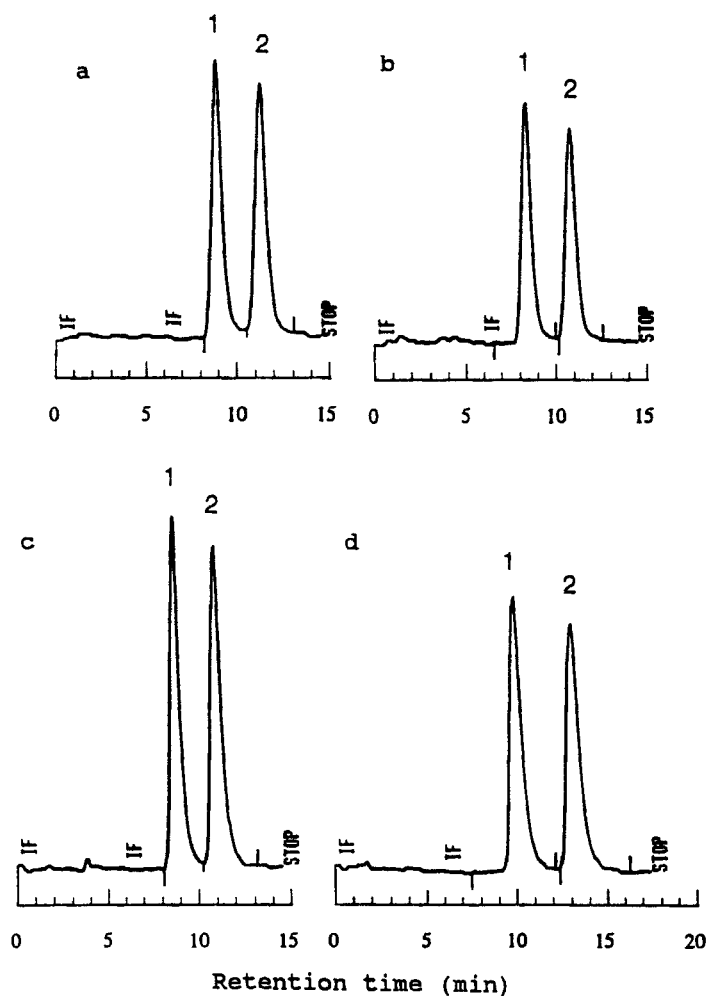 a
1
2
IF
IF
STOP
0 5 10 15
b
1
2
IF
IF
STOP
0 5 10 15
c
1
2
IF
IF
STOP
0 5 10 15
d
1
2
IF
IF
STOP
0 5 10 15 20
Retention time (min)